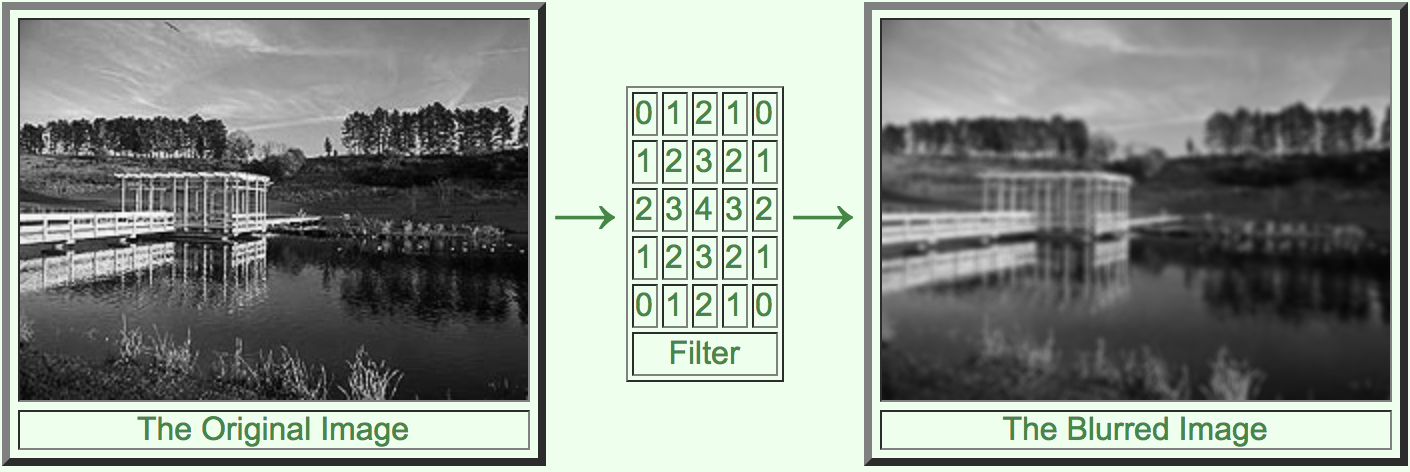 0 1 2 1 0
1 2 3 2 1
2 3 4 3 2
1 2 3 2 1
0 1 2 1 0
Filter
The Original Image
The Blurred Image